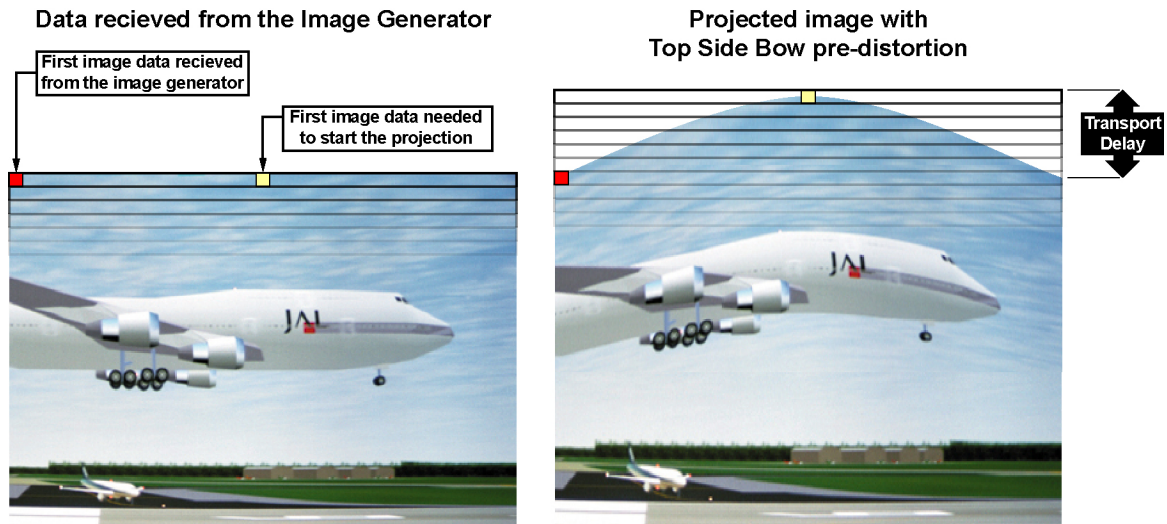 Data recieved from the Image Generator
First image data recieved
from the image generator
First image data needed
to start the projection
JAL
Projected image with
Top Side Bow pre-distortion
Transport
Delay
JAL